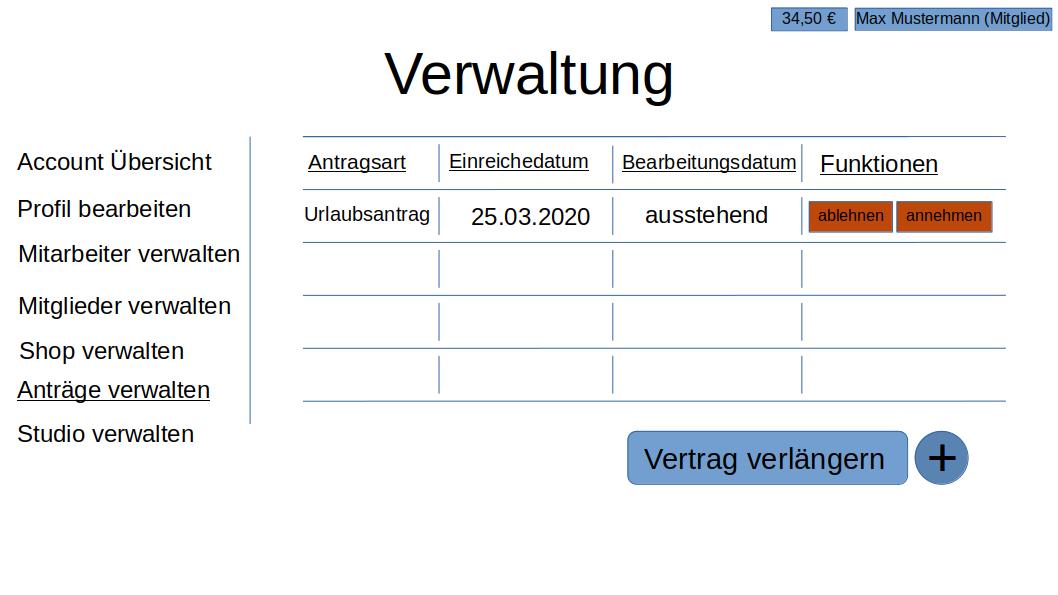 34,50 €
Max Mustermann (Mitglied)
Verwaltung
Account Übersicht
Profil bearbeiten
Mitarbeiter verwalten
Mitglieder verwalten
Shop verwalten
Anträge verwalten
Studio verwalten
Antragsart Einreichedatum Bearbeitungsdatum Funktionen
Urlaubsantrag 25.03.2020 ausstehend ablehnen annehmen
Vertrag verlängern +